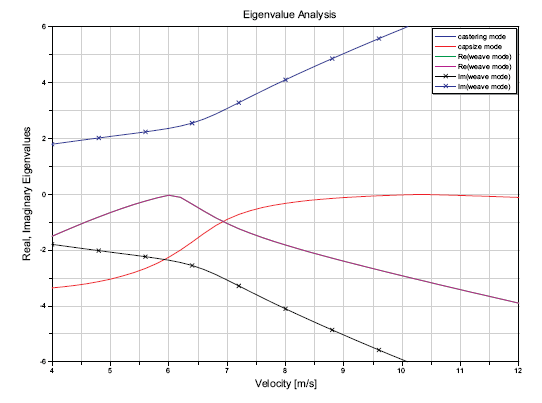 Eigenvalue Analysis
6
4
2
0
-2
-4
-6
Real, Imaginary Eigenvalues
castering mode
capsize mode
Re(weave mode)
Re(weave mode)
Im(weave mode)
Im(weave mode)
4 5 6 7 8 9 10 11 12
Velocity [m/s]